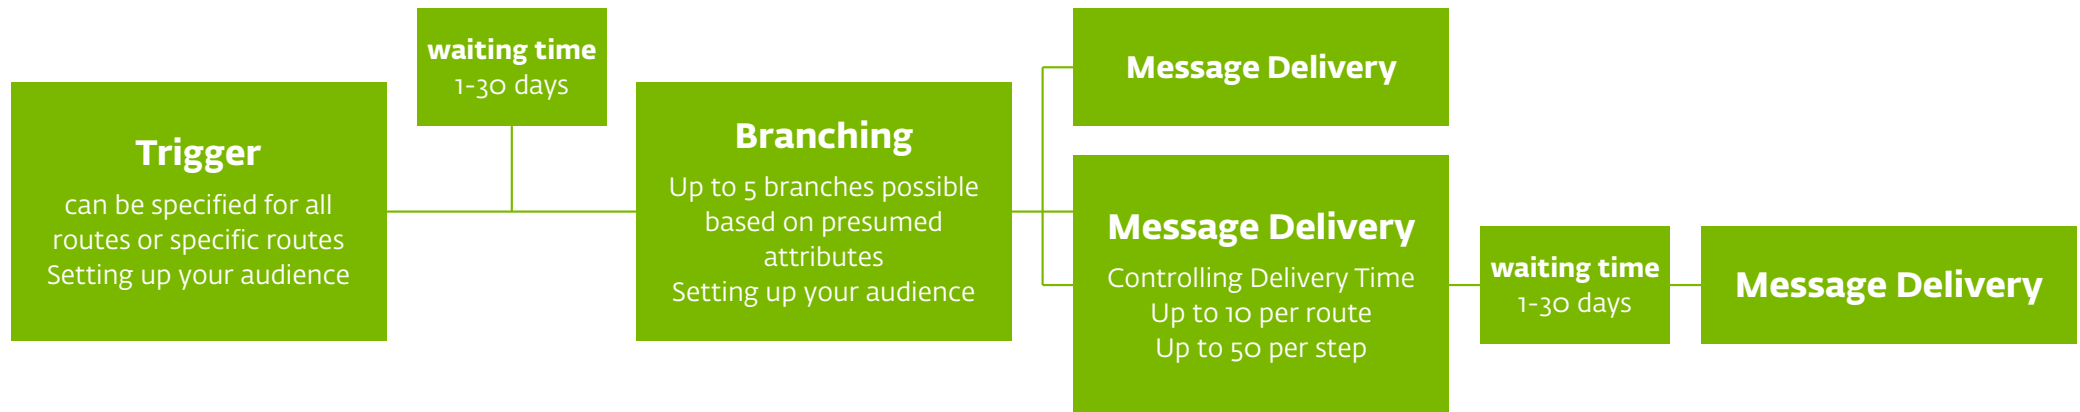 Trigger
can be specified for all
routes or specific routes
Setting up your audience
waiting time
1-30 days
Branching
Up to 5 branches possible
based on presumed
attributes
Setting up your audience
Message Delivery
Message Delivery
Controlling Delivery Time
Up to 10 per route
Up to 50 per step
waiting time
1-30 days
Message Delivery